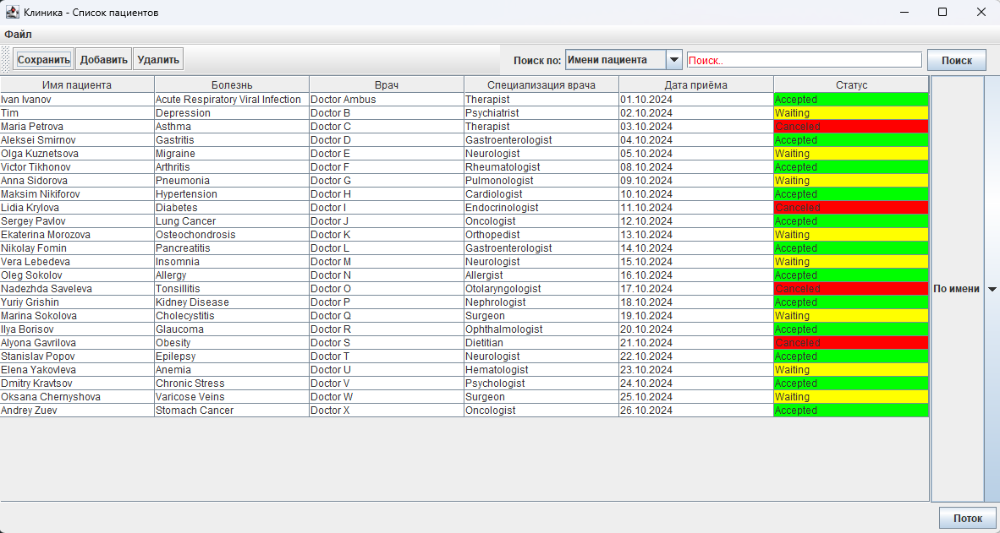 Клиника - Список пациентов
Файл
Сохранить Добавить Удалить Поиск по: Имени пациента Поиск.. Поиск
Имя пациента Болезнь Врач Специализация врача Дата приёма Статус
Ivan Ivanov Acute Respiratory Viral Infection Doctor Ambus Therapist 01.10.2024 Accepted
Tim Depression Doctor B Psychiatrist 02.10.2024 Waiting
Maria Petrova Asthma Doctor C Therapist 03.10.2024 Canceled
Aleksei Smirnov Gastritis Doctor D Gastroenterologist 04.10.2024 Accepted
Olga Kuznetsova Migraine Doctor E Neurologist 05.10.2024 Waiting
Victor Tikhonov Arthritis Doctor F Rheumatologist 08.10.2024 Accepted
Anna Sidorova Pneumonia Doctor G Pulmonologist 09.10.2024 Waiting
Maksim Nikiforov Hypertension Doctor H Cardiologist 10.10.2024 Accepted
Lidia Krylova Diabetes Doctor I Endocrinologist 11.10.2024 Canceled
Sergey Pavlov Lung Cancer Doctor J Oncologist 12.10.2024 Accepted
Ekaterina Morozova Osteochondrosis Doctor K Orthopedist 13.10.2024 Waiting
Nikolay Fomin Pancreatitis Doctor L Gastroenterologist 14.10.2024 Accepted
Vera Lebedeva Insomnia Doctor M Neurologist 15.10.2024 Waiting
Oleg Sokolov Allergy Doctor N Allergist 16.10.2024 Accepted
Nadezhda Saveleva Tonsillitis Doctor O Otolaryngologist 17.10.2024 Canceled
Yuriy Grishin Kidney Disease Doctor P Nephrologist 18.10.2024 Accepted
Marina Sokolova Cholecystitis Doctor Q Surgeon 19.10.2024 Waiting
Ilya Borisov Glaucoma Doctor R Ophthalmologist 20.10.2024 Accepted
Alyona Gavrilova Obesity Doctor S Dietitian 21.10.2024 Canceled
Stanislav Popov Epilepsy Doctor T Neurologist 22.10.2024 Accepted
Elena Yakovleva Anemia Doctor U Hematologist 23.10.2024 Waiting
Dmitry Kravtsov Chronic Stress Doctor V Psychologist 24.10.2024 Accepted
Oksana Chernyshova Varicose Veins Doctor W Surgeon 25.10.2024 Waiting
Andrey Zuev Stomach Cancer Doctor X Oncologist 26.10.2024 Accepted
По имени
Поток